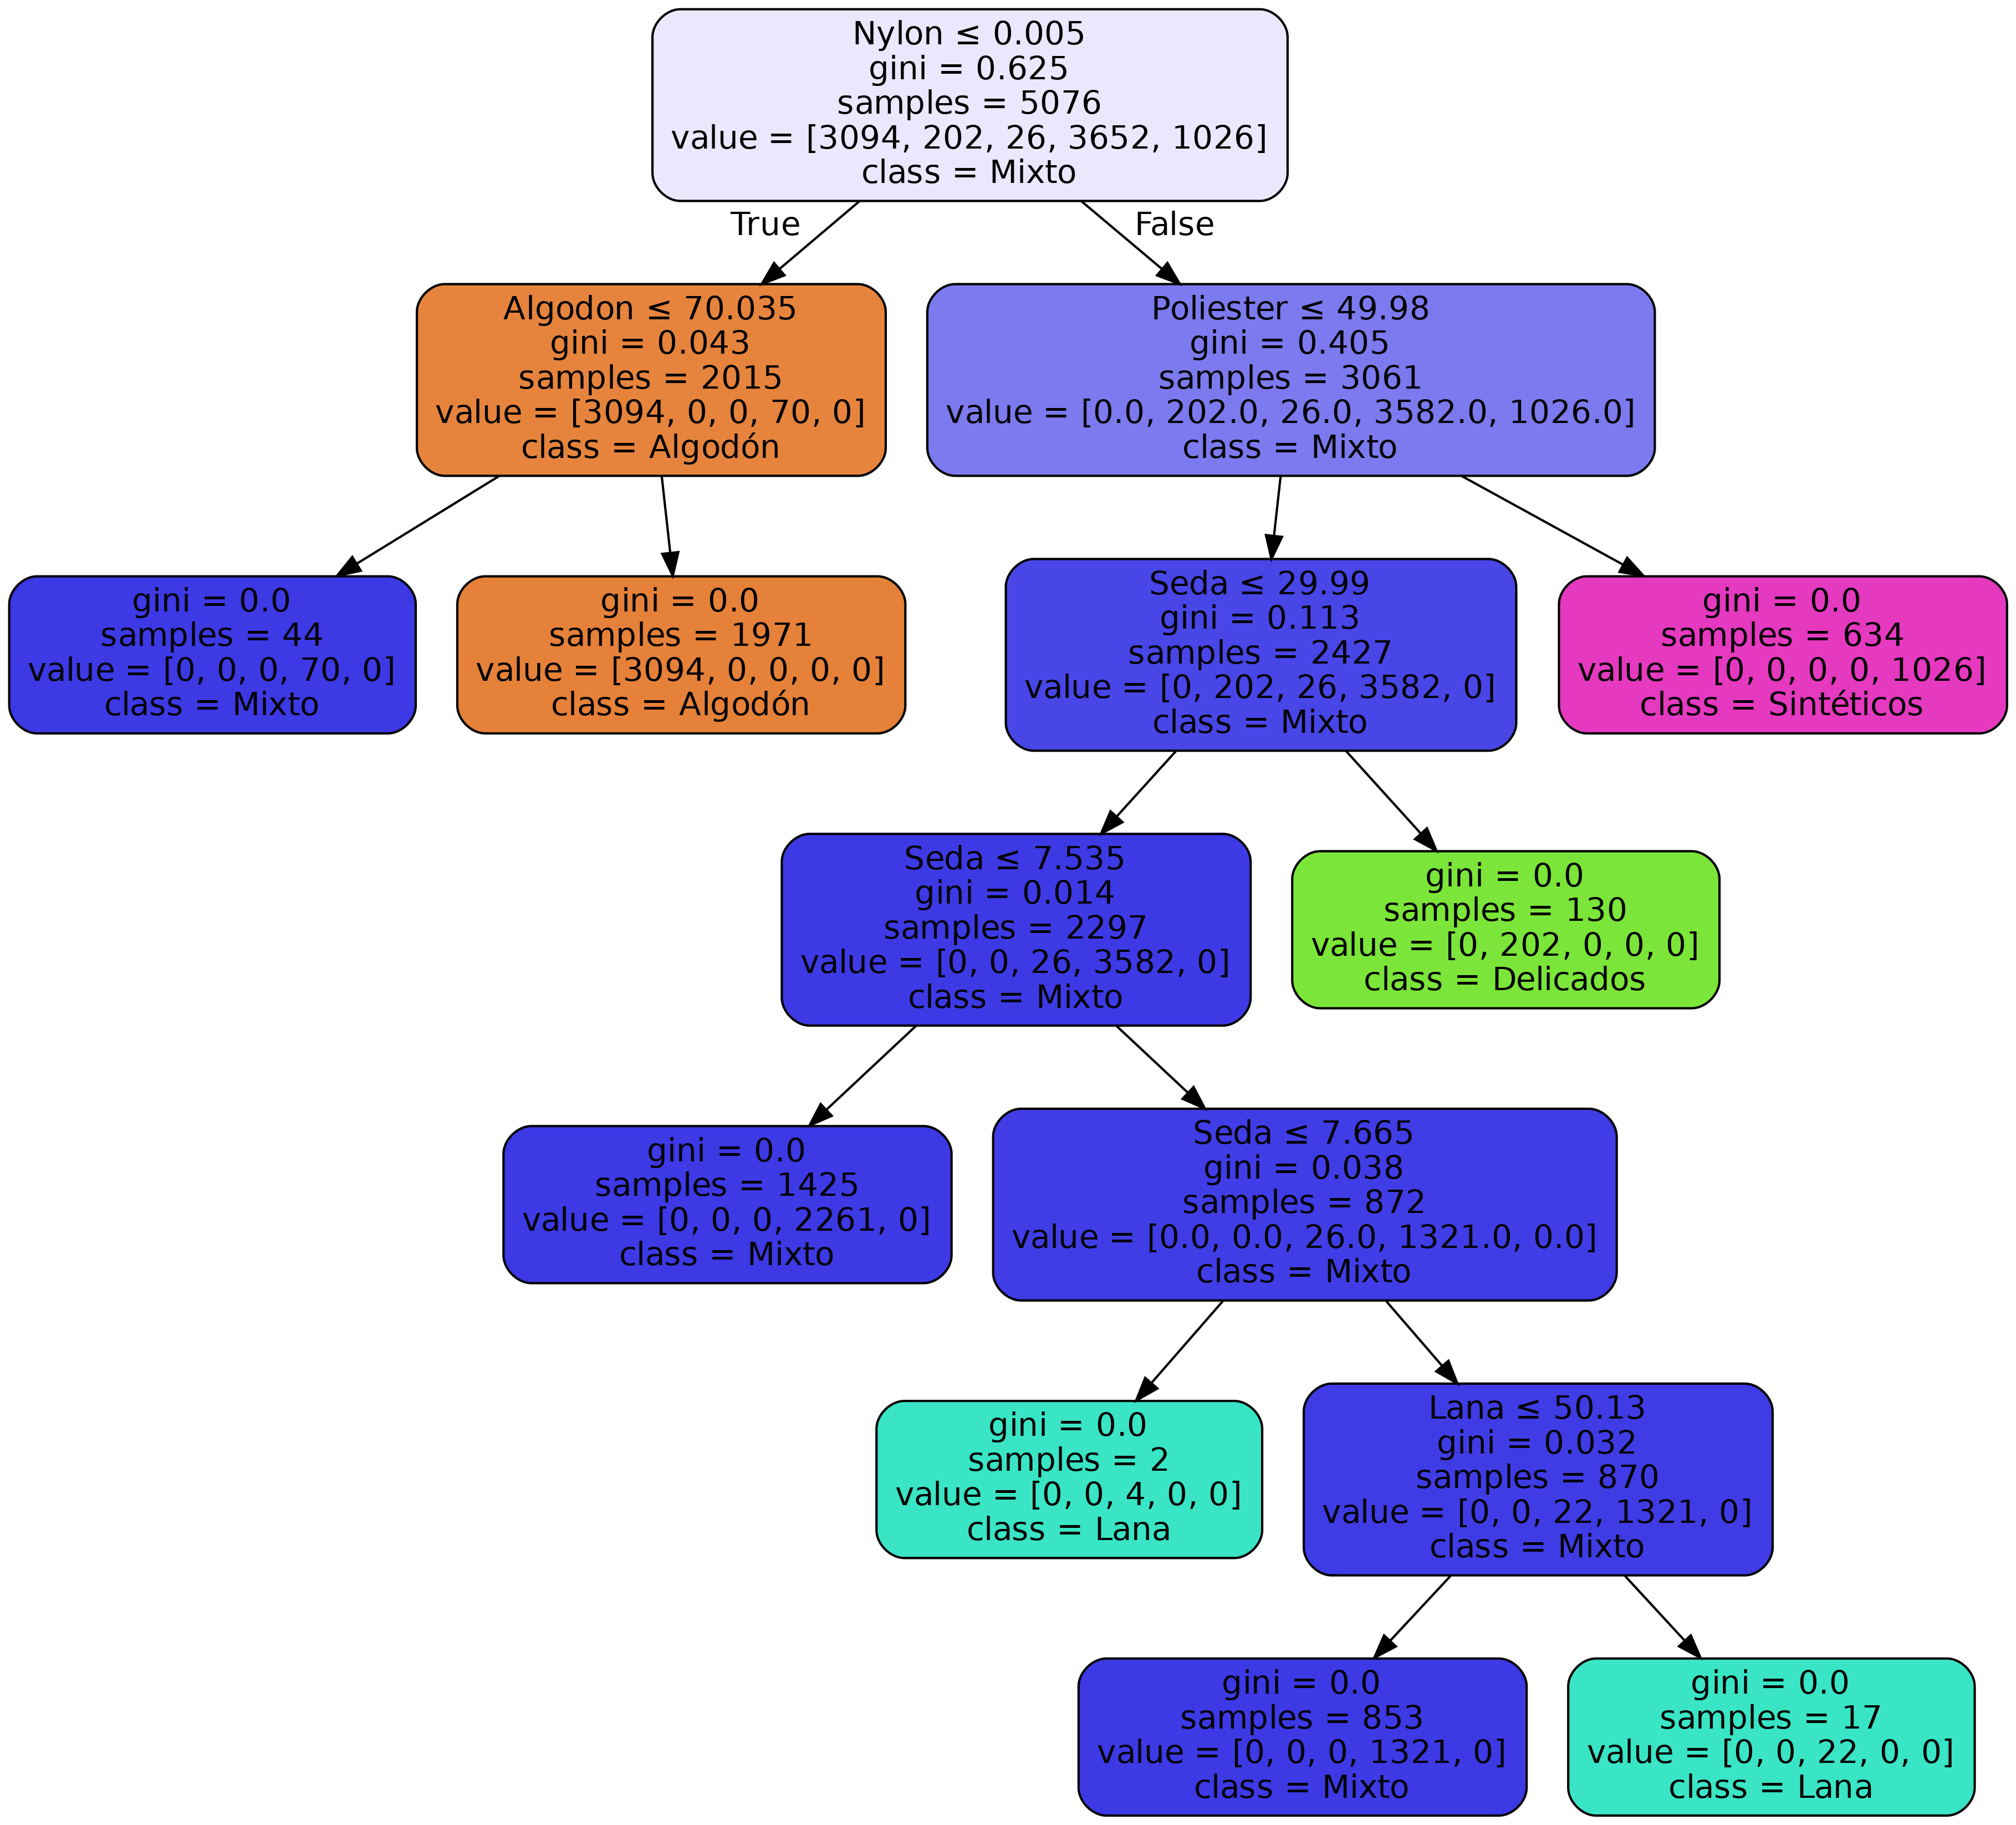 Nylon ≤ 0.005
gini = 0.625
samples = 5076
value = [3094, 202, 26, 3652, 1026]
class = Mixto
True
False
Algodon ≤ 70.035
gini = 0.043
samples = 2015
value = [3094, 0, 0, 70, 0]
class = Algodón
Poliester ≤ 49.98
gini = 0.405
samples = 3061
value = [0.0, 202.0, 26.0, 3582.0, 1026.0]
class = Mixto
gini = 0.0
samples = 44
value = [0, 0, 0, 70, 0]
class = Mixto
gini = 0.0
samples = 1971
value = [3094, 0, 0, 0, 0]
class = Algodón
Seda ≤ 29.99
gini = 0.113
samples = 2427
value = [0, 202, 26, 3582, 0]
class = Mixto
gini = 0.0
samples = 634
value = [0, 0, 0, 0, 1026]
class = Sintéticos
Seda ≤ 7.535
gini = 0.014
samples = 2297
value = [0, 0, 26, 3582, 0]
class = Mixto
gini = 0.0
samples = 130
value = [0, 202, 0, 0, 0]
class = Delicados
gini = 0.0
samples = 1425
value = [0, 0, 0, 2261, 0]
class = Mixto
Seda ≤ 7.665
gini = 0.038
samples = 872
value = [0.0, 0.0, 26.0, 1321.0, 0.0]
class = Mixto
gini = 0.0
samples = 2
value = [0, 0, 4, 0, 0]
class = Lana
Lana ≤ 50.13
gini = 0.032
samples = 870
value = [0, 0, 22, 1321, 0]
class = Mixto
gini = 0.0
samples = 853
value = [0, 0, 0, 1321, 0]
class = Mixto
gini = 0.0
samples = 17
value = [0, 0, 22, 0, 0]
class = Lana